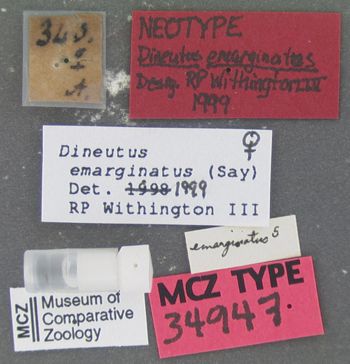 34 S.
NEOTYPE
Dineutus emarginatus
Desig. RP Withington III
1999
♀
Dineutus
emarginatus (Say)
Det. 1998 1999
RP Withington III
emarginatus 5
MCZ
Museum of
Comparative
Zoology
MCZ TYPE
34947.